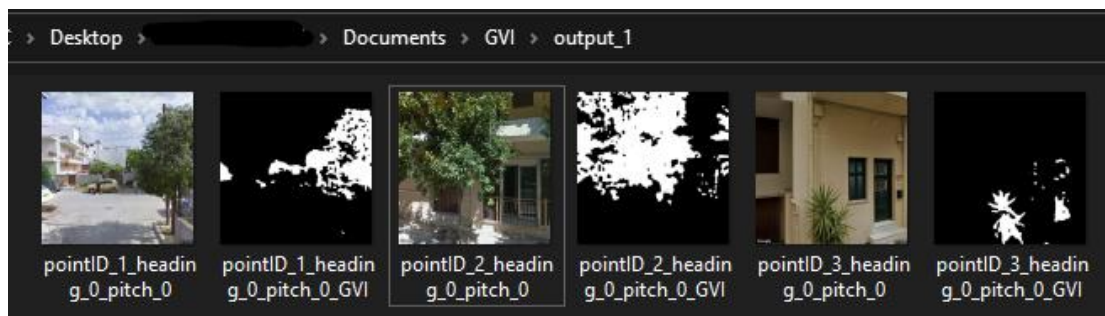 > Desktop > > Documents > GVI > output_1
pointID_1_headin
g_0_pitch_0
pointID_1_headin
g_0_pitch_0_GVI
pointID_2_headin
g_0_pitch_0
pointID_2_headin
g_0_pitch_0_GVI
pointID_3_headin
g_0_pitch_0
pointID_3_headin
g_0_pitch_0_GVI